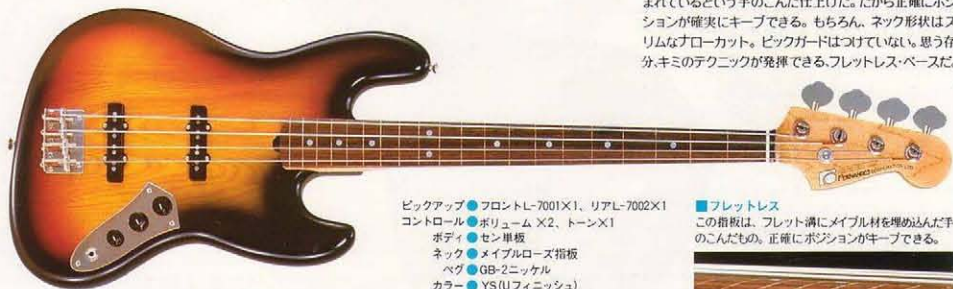 まれているという手のこんだ仕上げだ。だから正確にポジ
ションが確実にキープできる。もちろん、ネック形状はス
リムなナローカット。ピックガードはつけていない。思う存
分、キミのテクニックが発揮できる、フレットレス・ベースだ。
ピックアップ●フロントL-7001×1、リアL-7002×1
コントロール●ボリューム ×2、トーン×1
ボディ●セン単板
ネック●メイプルローズ指板
ペグ●GB-2ニッケル
カラー●YS(Uフィニッシュ)
■フレットレス
この指板は、フレット溝にメイプル材を埋め込んだ手
のこんだもの。正確にポジションがキープできる。